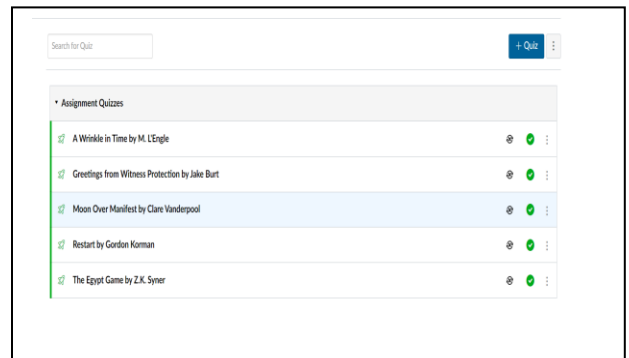 Search for Quiz
+ Quiz
Assignment Quizzes
A Wrinkle in Time by M. L'Engle
Greetings from Witness Protection by Jake Burt
Moon Over Manifest by Clare Vanderpool
Restart by Gordon Korman
The Egypt Game by Z.K. Syner